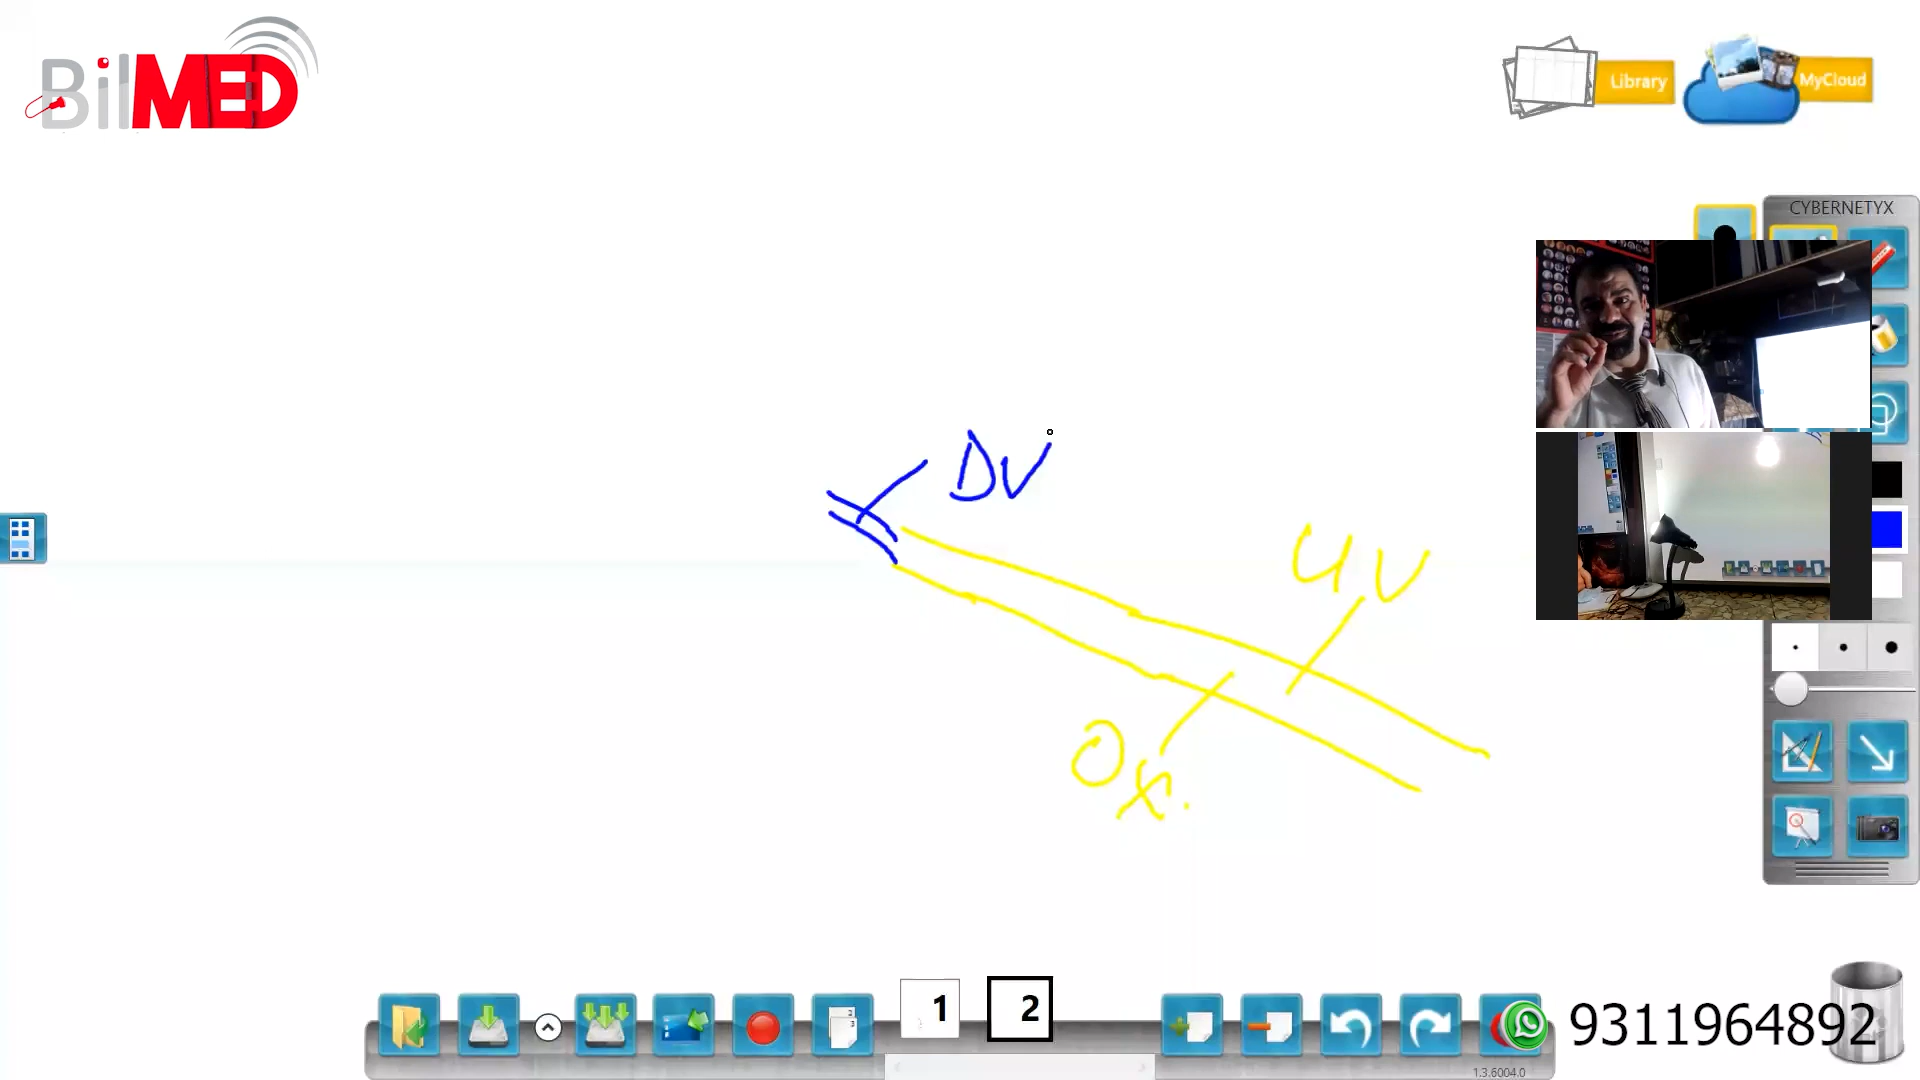 BilMED
Library
MyCloud
CYBERNETYX
DV
UV
Ox.
1
2
9311964892
1.3.6004.0